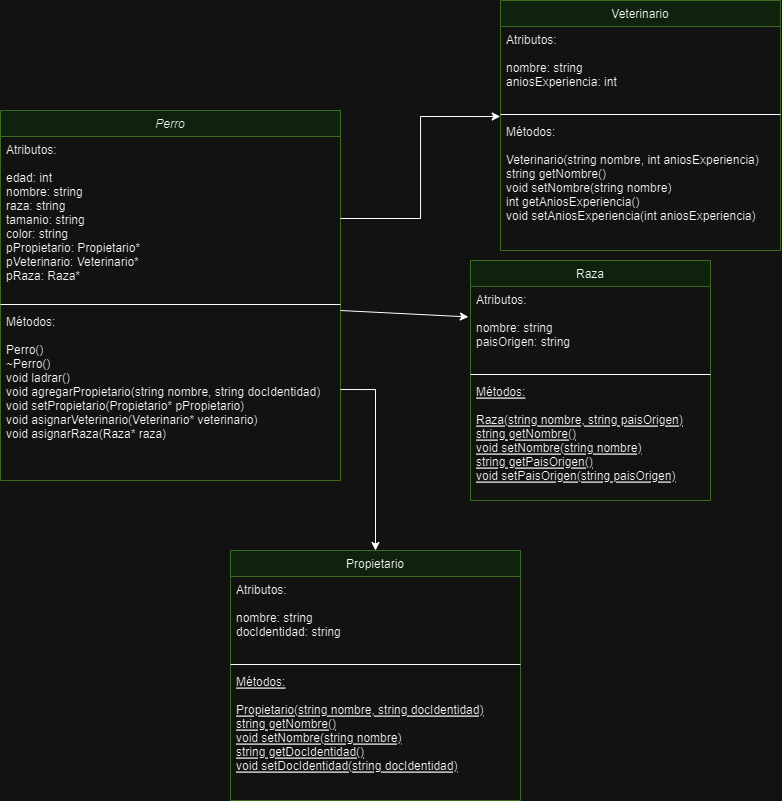 Veterinario
Atributos:
nombre: string
aniosExperiencia: int
Métodos:
Veterinario(string nombre, int aniosExperiencia)
string getNombre()
void setNombre(string nombre)
int getAniosExperiencia()
void setAniosExperiencia(int aniosExperiencia)
Perro
Atributos:
edad: int
nombre: string
raza: string
tamanio: string
color: string
pPropietario: Propietario*
pVeterinario: Veterinario*
pRaza: Raza*
Métodos:
Perro()
~Perro()
void ladrar()
void agregarPropietario(string nombre, string docIdentidad)
void setPropietario(Propietario* pPropietario)
void asignarVeterinario(Veterinario* veterinario)
void asignarRaza(Raza* raza)
Raza
Atributos:
nombre: string
paisOrigen: string
Métodos:
Raza(string nombre, string paisOrigen)
string getNombre()
void setNombre(string nombre)
string getPaisOrigen()
void setPaisOrigen(string paisOrigen)
Propietario
Atributos:
nombre: string
docIdentidad: string
Métodos:
Propietario(string nombre, string docIdentidad)
string getNombre()
void setNombre(string nombre)
string getDocIdentidad()
void setDocIdentidad(string docIdentidad)